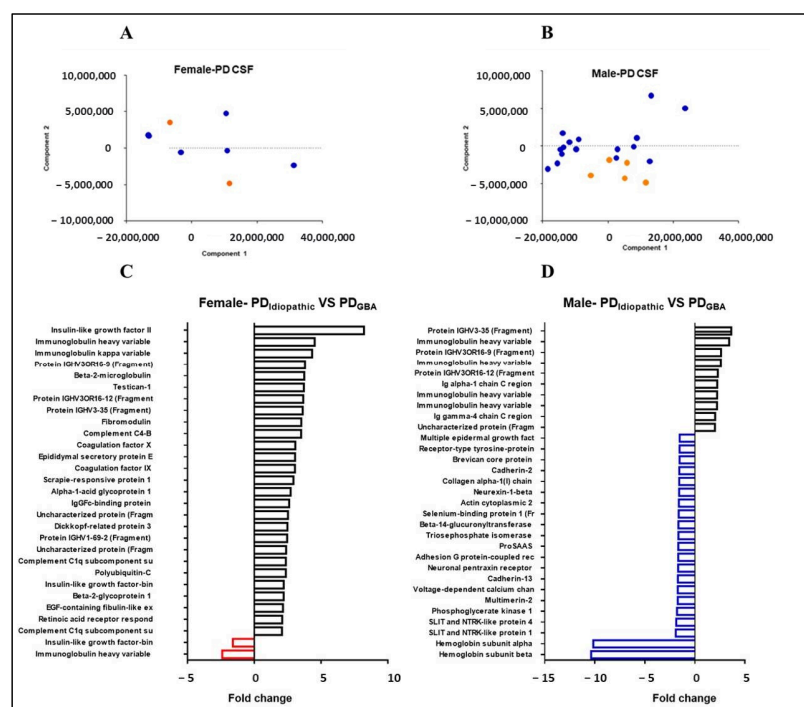 A
Female-PD CSF
10,000,000
5,000,000
0
– 5,000,000
– 10,000,000
Component 2
– 20,000,000 0 20,000,000 40,000,000
Component 1
B
Male-PD CSF
10,000,000
5,000,000
0
– 5,000,000
– 10,000,000
Component 2
– 20,000,000 0 20,000,000 40,000,000
Component 1
C
Female- PDIdiopathic VS PDGBA
– 5 0 5 10
Insulin-like growth factor II
Immunoglobulin heavy variable
Immunoglobulin kappa variable
Protein IGHV3OR16-9 (Fragment)
Beta-2-microglobulin
Testican-1
Protein IGHV3OR16-12 (Fragment
Protein IGHV3-35 (Fragment)
Fibromodulin
Complement C4-B
Coagulation factor X
Epididymal secretory protein E
Coagulation factor IX
Scrapie-responsive protein 1
Alpha-1-acid glycoprotein 1
IgGFc-binding protein
Uncharacterized protein (Fragm
Dickkopf-related protein 3
Protein IGHV1-69-2 (Fragment)
Uncharacterized protein (Fragm
Complement C1q subcomponent su
Polyubiquitin-C
Insulin-like growth factor-bin
Beta-2-glycoprotein 1
EGF-containing fibulin-like ex
Retinoic acid receptor respond
Complement C1q subcomponent su
Insulin-like growth factor-bin
Immunoglobulin heavy variable
– 5 0 5 10
Fold change
D
Male- PDIdiopathic VS PDGBA
Protein IGHV3-35 (Fragment)
Immunoglobulin heavy variable
Protein IGHV3OR16-9 (Fragment)
Immunoglobulin heavy variable
Protein IGHV3OR16-12 (Fragment
Ig alpha-1 chain C region
Immunoglobulin heavy variable
Immunoglobulin heavy variable
Ig gamma-4 chain C region
Uncharacterized protein (Fragm
Multiple epidermal growth fact
Receptor-type tyrosine-protein
Brevican core protein
Cadherin-2
Collagen alpha-1(I) chain
Neurexin-1-beta
Actin cytoplasmic 2
Selenium-binding protein 1 (Fr
Beta-14-glucuronyltransferase
Triosephosphate isomerase
ProSAAS
Adhesion G protein-coupled rec
Neuronal pentraxin receptor
Cadherin-13
Voltage-dependent calcium chan
Multimerin-2
Phosphoglycerate kinase 1
SLIT and NTRK-like protein 4
SLIT and NTRK-like protein 1
Hemoglobin subunit alpha
Hemoglobin subunit beta
– 15 – 10 – 5 0 5
Fold change